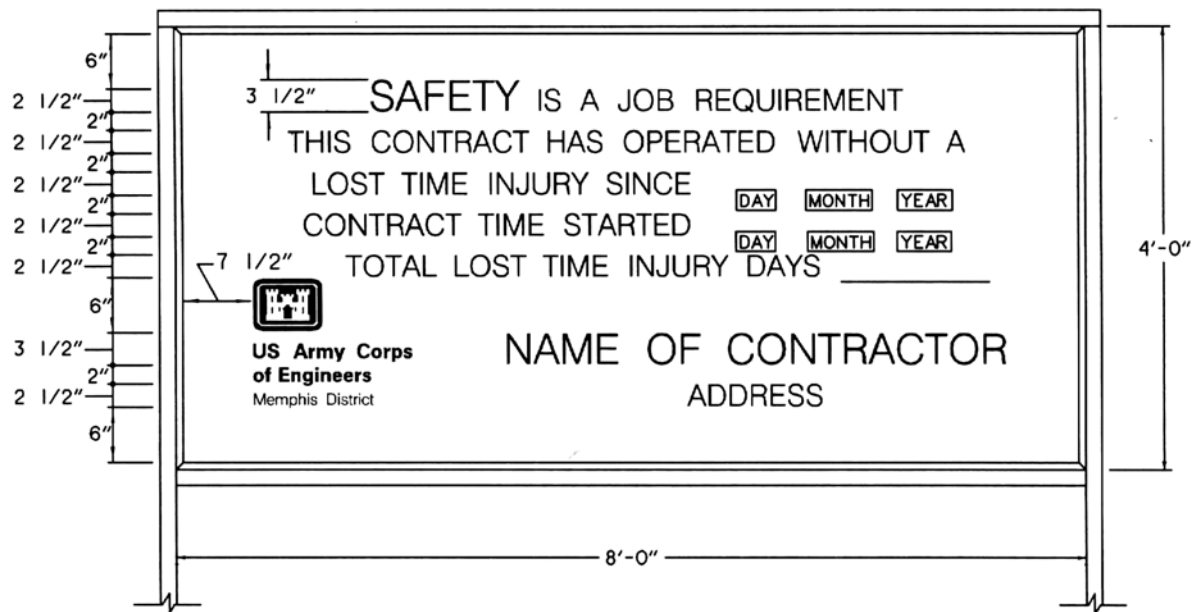 6"
2 1/2"
2"
2 1/2"
2"
2 1/2"
2"
2 1/2"
2"
2 1/2"
6"
3 1/2"
2"
2 1/2"
6"
3 1/2"
SAFETY IS A JOB REQUIREMENT
THIS CONTRACT HAS OPERATED WITHOUT A
LOST TIME INJURY SINCE DAY MONTH YEAR
CONTRACT TIME STARTED DAY MONTH YEAR
TOTAL LOST TIME INJURY DAYS
7 1/2"
US Army Corps
of Engineers
Memphis District
NAME OF CONTRACTOR
ADDRESS
4'-0"
8'-0"